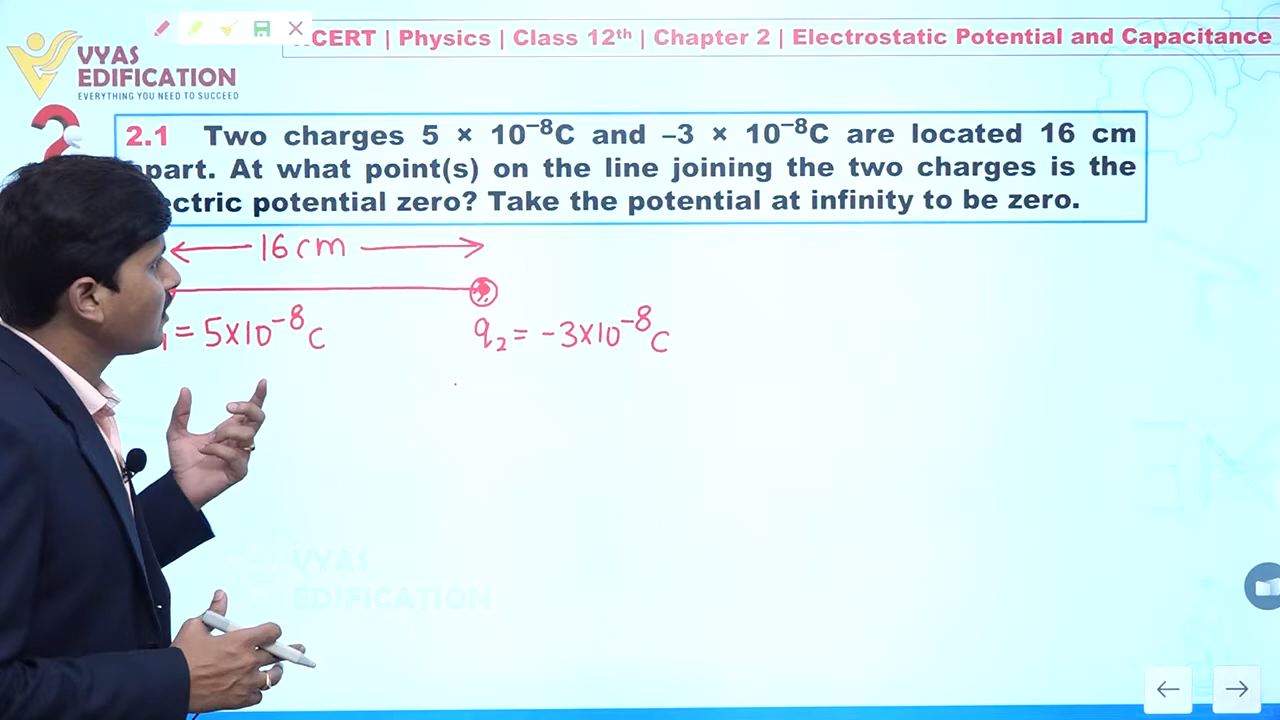 VYAS
EDIFICATION
EVERYTHING YOU NEED TO SUCCEED
CERT | Physics | Class 12th | Chapter 2 | Electrostatic Potential and Capacitance
2.1 Two charges 5 × 10⁻⁸C and –3 × 10⁻⁸C are located 16 cm
part. At what point(s) on the line joining the two charges is the
ectric potential zero? Take the potential at infinity to be zero.
16 cm
= 5×10⁻⁸ C
q₂ = -3×10⁻⁸ C
VYAS
EDIFICATION